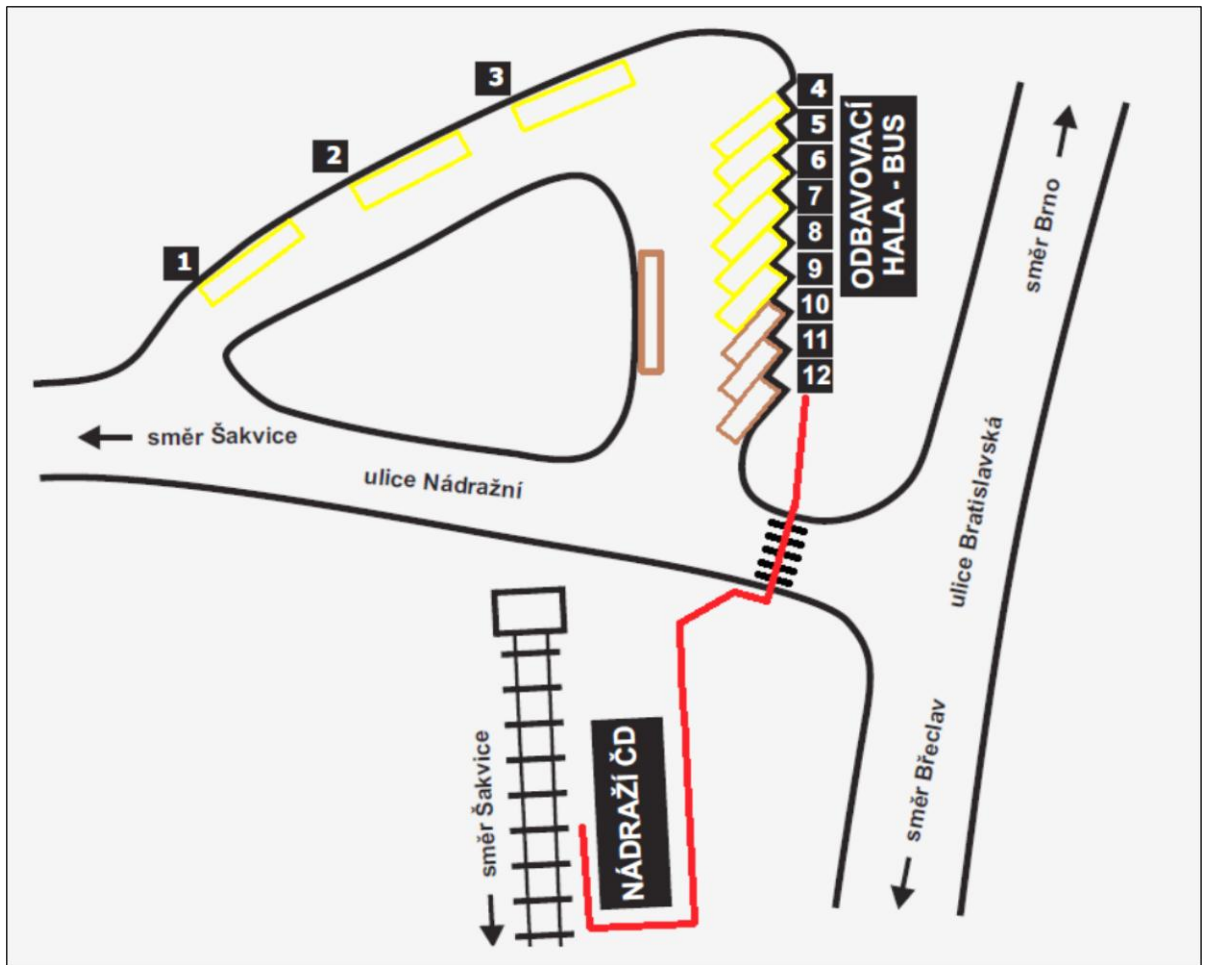 3
4
5
6
7
8
9
10
11
12
ODBAVOVACÍ
HALA - BUS
2
1
směr Brno
směr Šakvice
ulice Nádražní
ulice Bratislavská
směr Šakvice
NÁDRAŽÍ ČD
směr Břeclav